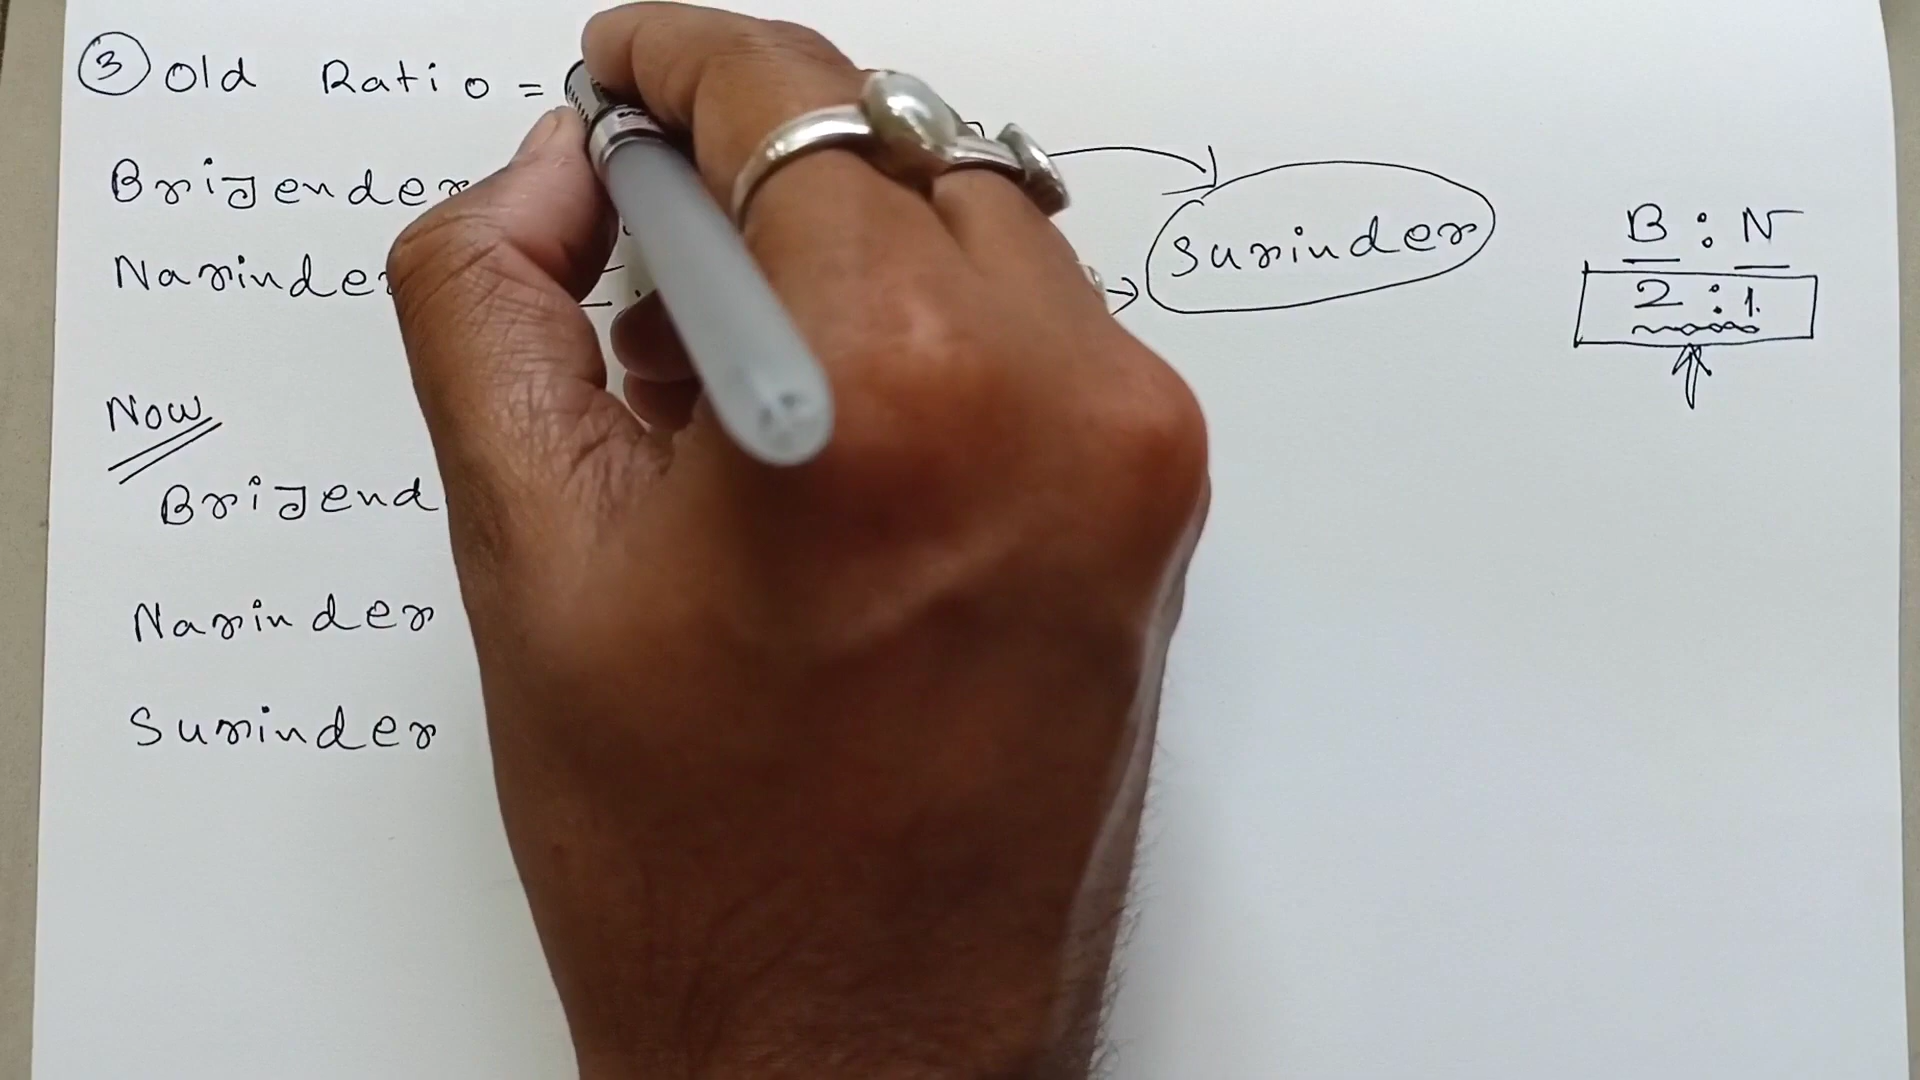 3 Old Ratio =
Brijender
Narinder
Surinder
B : N
2 : 1
Now
Brijend
Narinder
Surinder